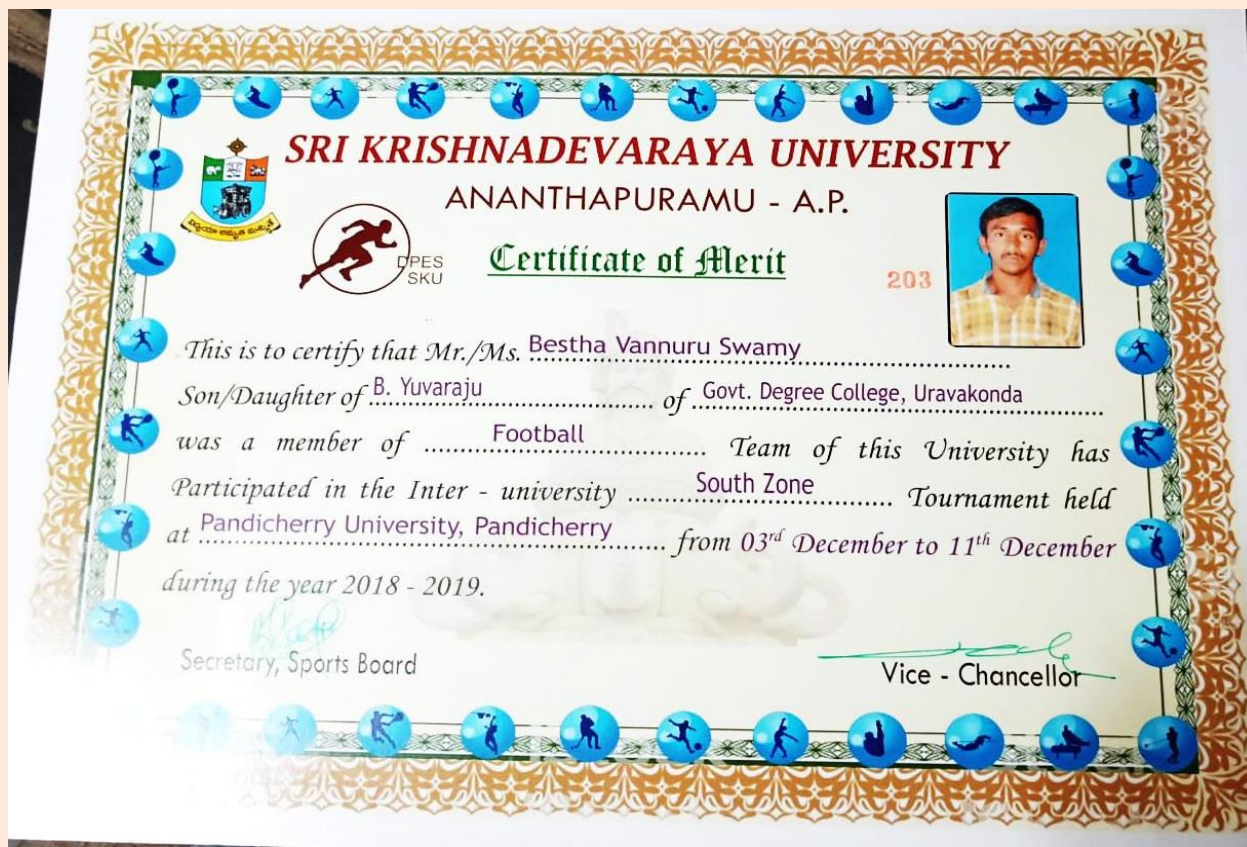 SRI KRISHNADEVARAYA UNIVERSITY
ANANTHAPURAMU - A.P.
DPES
SKU
Certificate of Merit
203
This is to certify that Mr./Ms. Bestha Vannuru Swamy
Son/Daughter of B. Yuvaraju of Govt. Degree College, Uravakonda
was a member of Football Team of this University has
Participated in the Inter - university South Zone Tournament held
at Pandicherry University, Pandicherry from 03rd December to 11th December
during the year 2018 - 2019.
Secretary, Sports Board
Vice - Chancellor